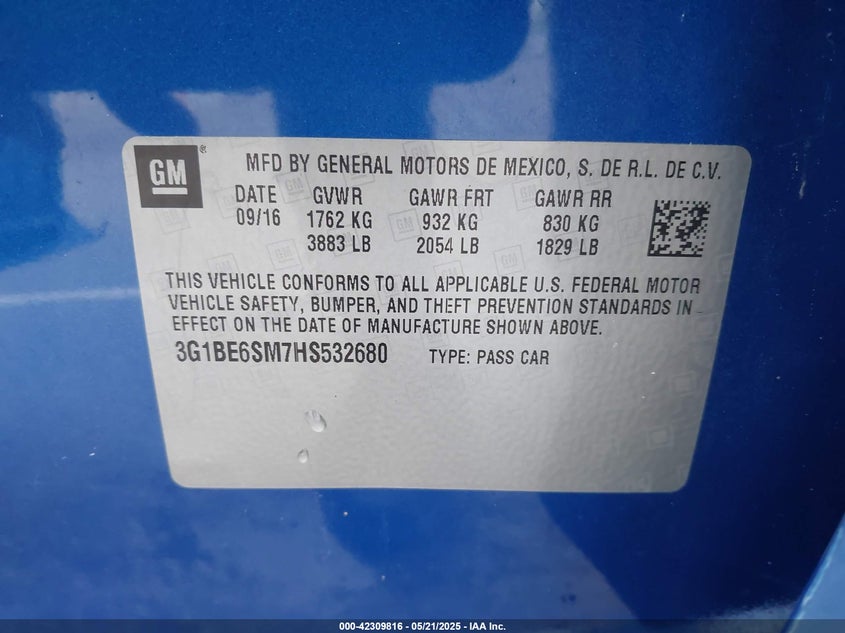 GM®
MFD BY GENERAL MOTORS DE MEXICO, S. DE R.L. DE C.V.
DATE GVWR GAWR FRT GAWR RR
09/16 1762 KG 932 KG 830 KG
3883 LB 2054 LB 1829 LB
THIS VEHICLE CONFORMS TO ALL APPLICABLE U.S. FEDERAL MOTOR
VEHICLE SAFETY, BUMPER, AND THEFT PREVENTION STANDARDS IN
EFFECT ON THE DATE OF MANUFACTURE SHOWN ABOVE.
3G1BE6SM7HS532680 TYPE: PASS CAR
000-42309816 - 05/21/2025 - IAA Inc.